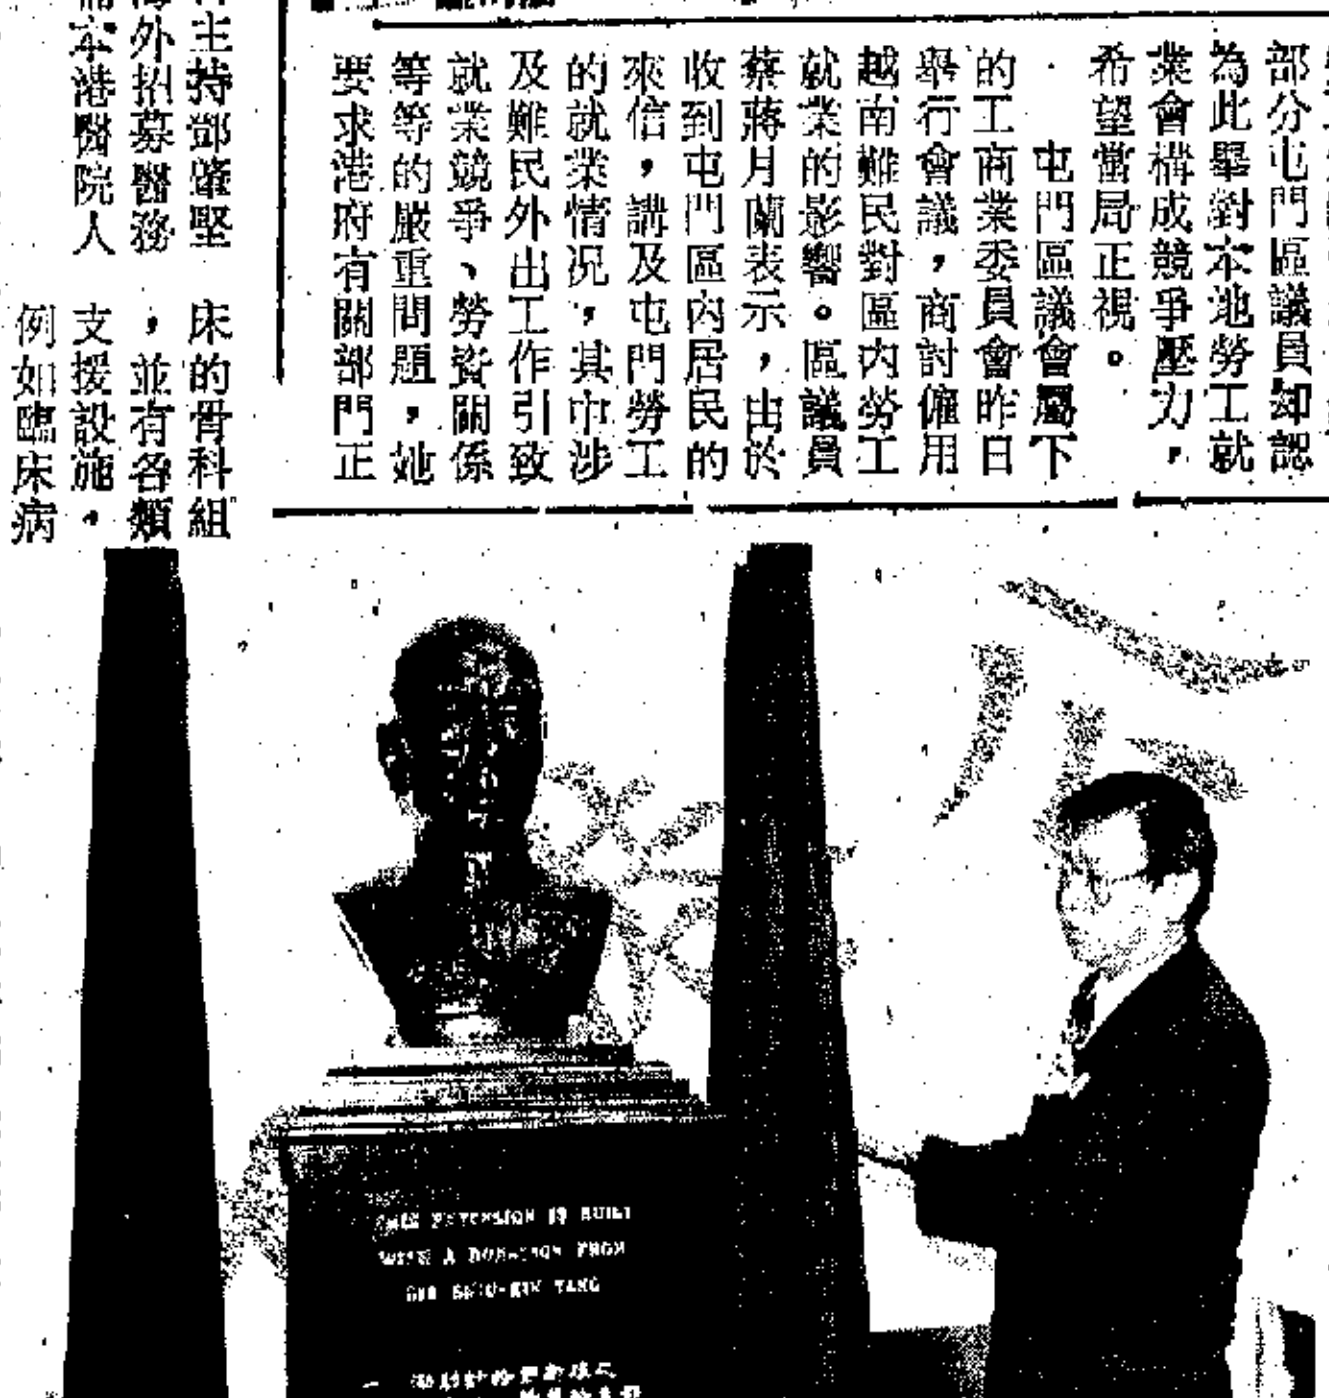 部分屯門區議員却認
為此舉對本地勞工就
業會構成競爭壓力，
希望當局正視。
屯門區議會屬下
的工商業委員會昨日
舉行會議，商討僱用
越南難民對區內勞工
就業的影響。區議員
蔡蔣月蘭表示，由於
收到屯門區內居民的
來信，講及屯門勞工
的就業情况，其中涉
及難民外出工作引致
就業競爭、勞資關係
等等的嚴重問題，她
要求港府有關部門正
主持鄧肇堅
海外招募醫務
本港醫院人
床的骨科組
，並有各類
支援設施，
例如臨床病
THIS EXTENSION IS BUILT
WITH A DONATION FROM
SIR SHIU-KIN TANG